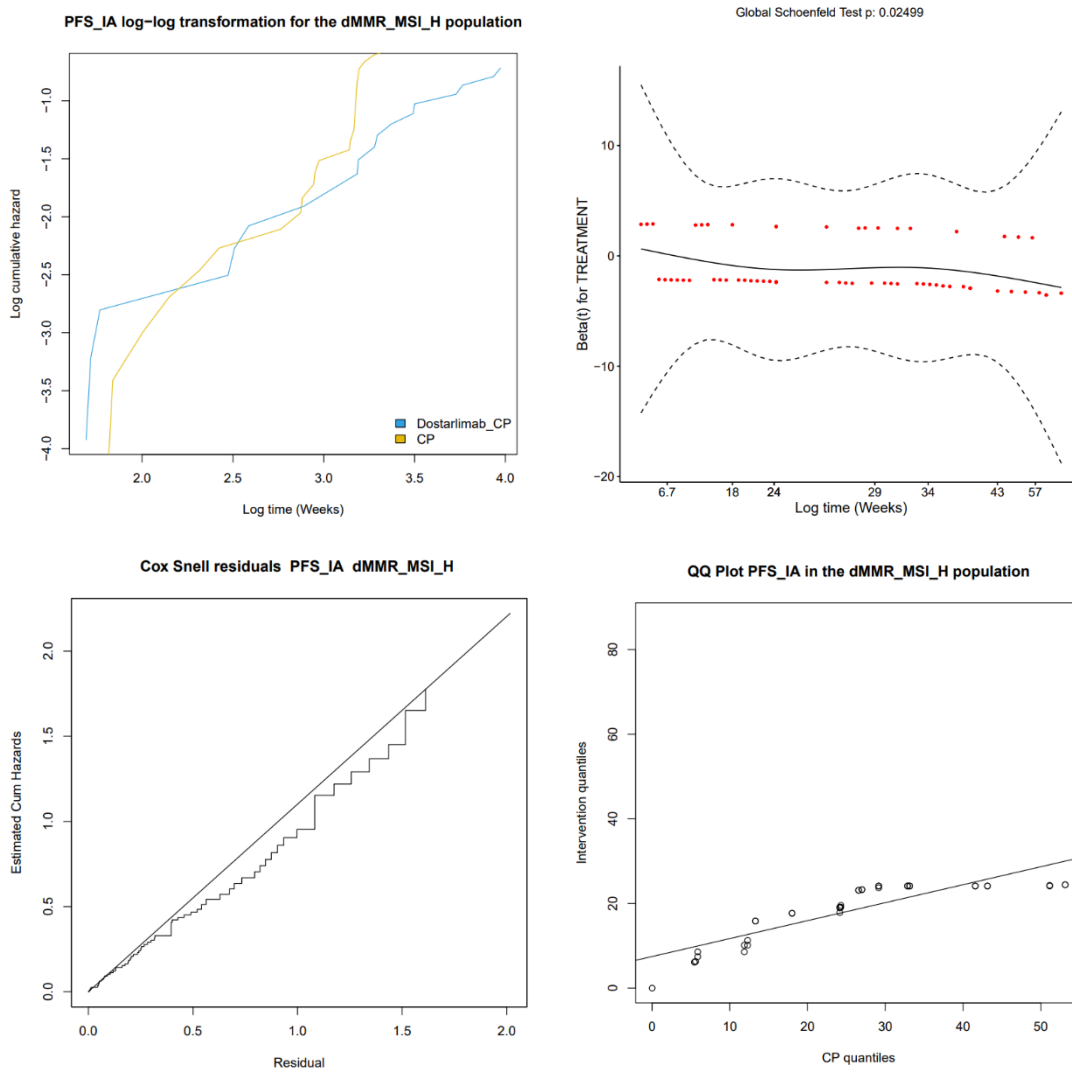 PFS_IA log−log transformation for the dMMR_MSI_H population
Log cumulative hazard
−1.0
−1.5
−2.0
−2.5
−3.0
−3.5
−4.0
Dostarlimab_CP
CP
2.0 2.5 3.0 3.5 4.0
Log time (Weeks)
Global Schoenfeld Test p: 0.02499
Beta(t) for TREATMENT
10
0
−10
−20
6.7 18 24 29 34 43 57
Log time (Weeks)
Cox Snell residuals PFS_IA dMMR_MSI_H
Estimated Cum Hazards
2.0
1.5
1.0
0.5
0.0
0.0 0.5 1.0 1.5 2.0
Residual
QQ Plot PFS_IA in the dMMR_MSI_H population
Intervention quantiles
80
60
40
20
0
0 10 20 30 40 50
CP quantiles